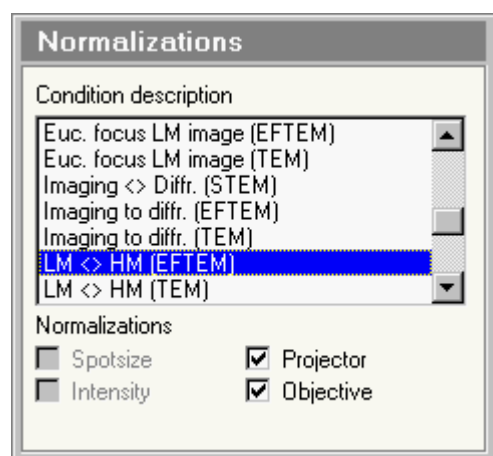 Normalizations
Condition description
Euc. focus LM image (EFTEM)
Euc. focus LM image (TEM)
Imaging <> Diffr. (STEM)
Imaging to diffr. (EFTEM)
Imaging to diffr. (TEM)
LM <> HM (EFTEM)
LM <> HM (TEM)
Normalizations
Spotsize Projector
Intensity Objective